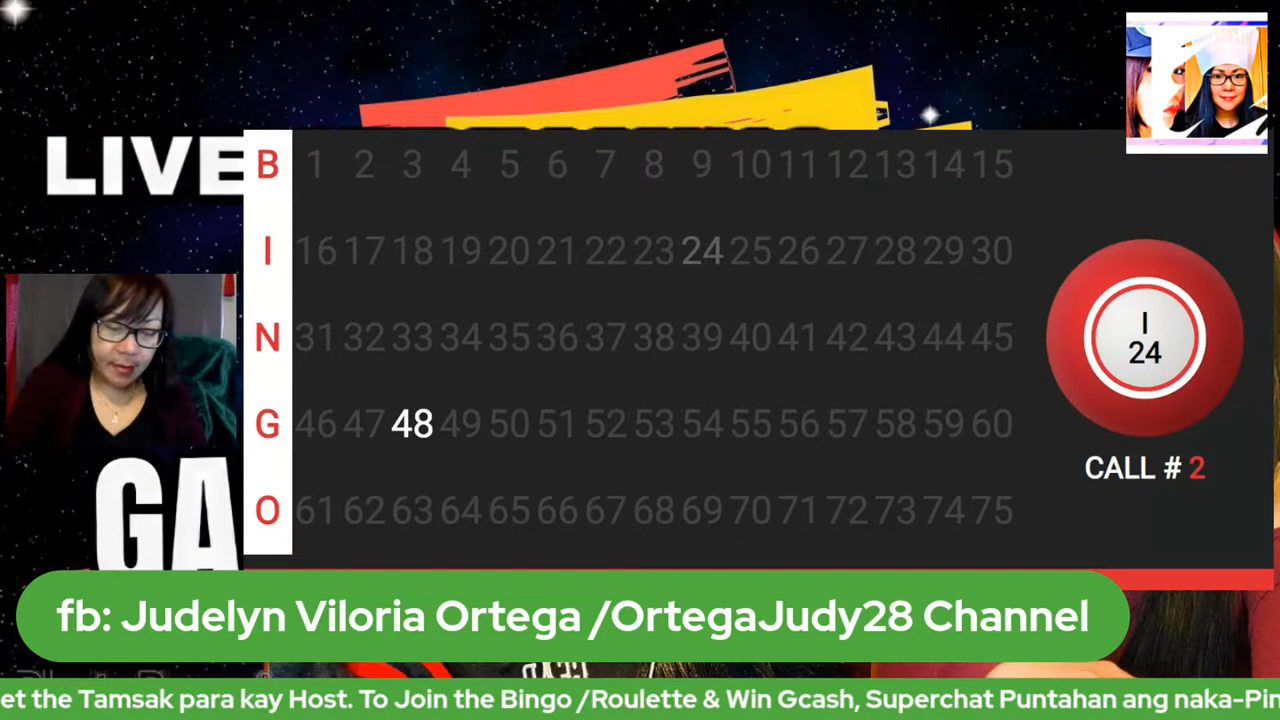 LIVE
B 1 2 3 4 5 6 7 8 9 10 11 12 13 14 15
I 16 17 18 19 20 21 22 23 24 25 26 27 28 29 30
N 31 32 33 34 35 36 37 38 39 40 41 42 43 44 45
G 46 47 48 49 50 51 52 53 54 55 56 57 58 59 60
O 61 62 63 64 65 66 67 68 69 70 71 72 73 74 75
I
24
CALL # 2
GA
fb: Judelyn Viloria Ortega /OrtegaJudy28 Channel
et the Tamsak para kay Host. To Join the Bingo /Roulette & Win Gcash, Superchat Puntahan ang naka-Pin